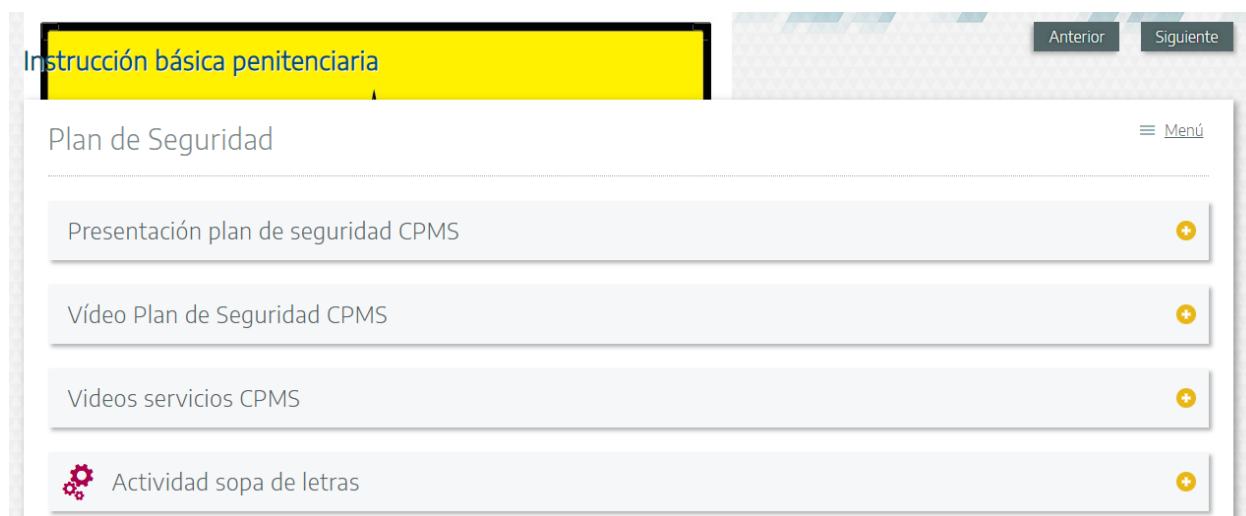 Anterior
Siguiente
Instrucción básica penitenciaria
Plan de Seguridad
Menú
Presentación plan de seguridad CPMS
Vídeo Plan de Seguridad CPMS
Videos servicios CPMS
Actividad sopa de letras